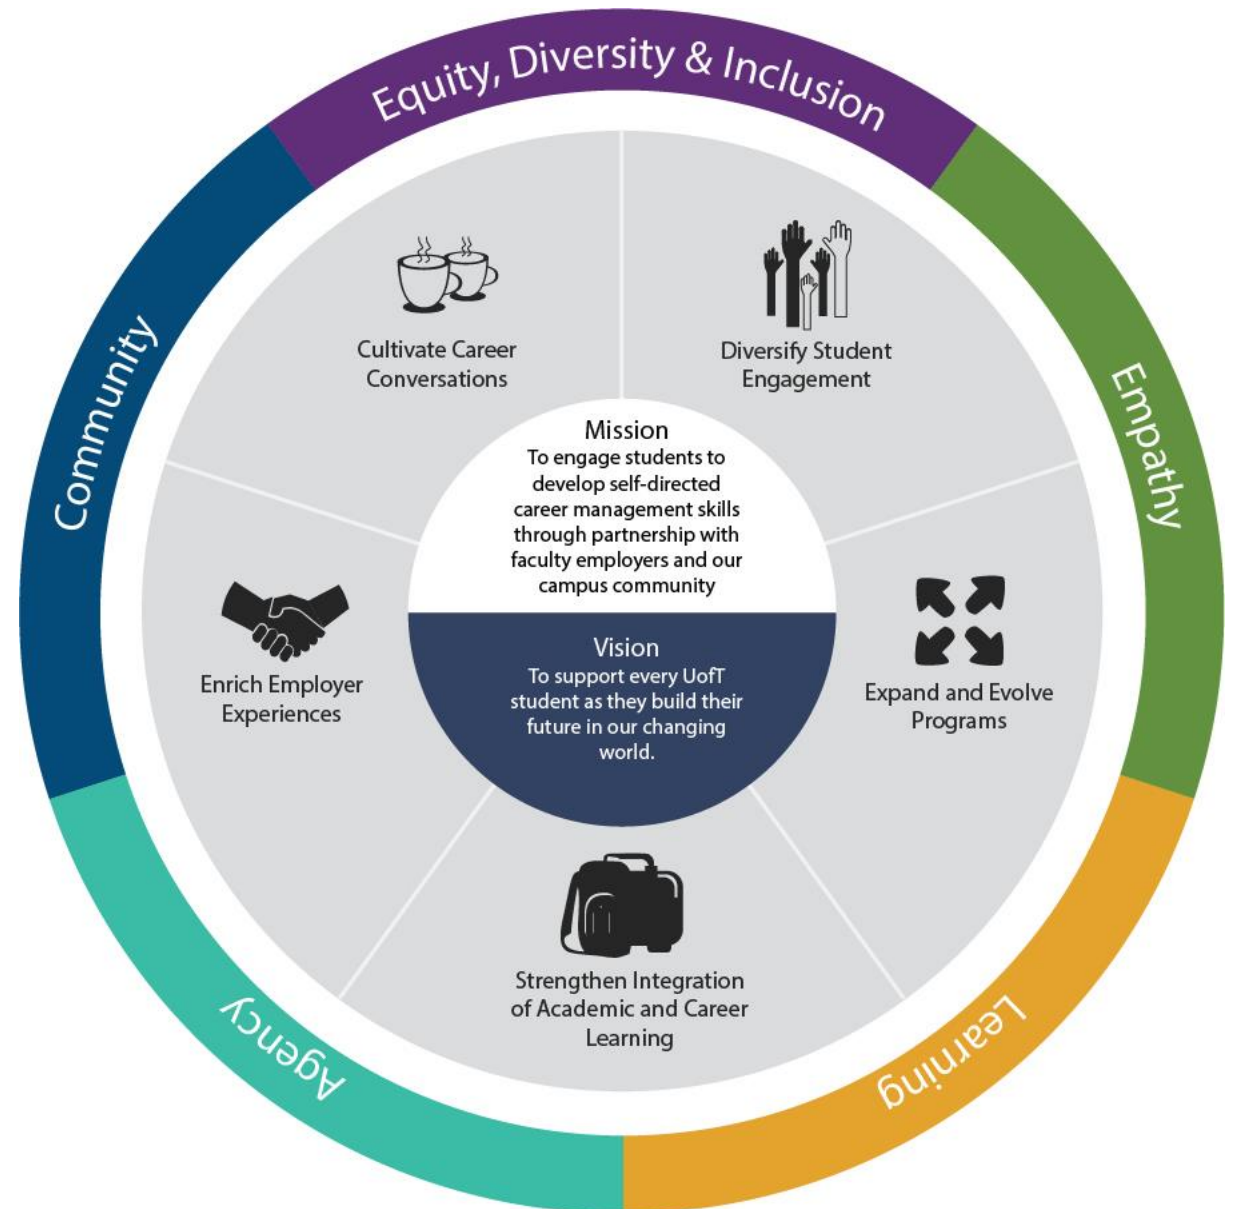 Equity, Diversity & Inclusion
Community
Empathy
Cultivate Career
Conversations
Diversify Student
Engagement
Mission
To engage students to
develop self-directed
career management skills
through partnership with
faculty employers and our
campus community
Vision
To support every UofT
student as they build their
future in our changing
world.
Enrich Employer
Experiences
Expand and Evolve
Programs
Strengthen Integration
of Academic and Career
Learning
Agency
Learning